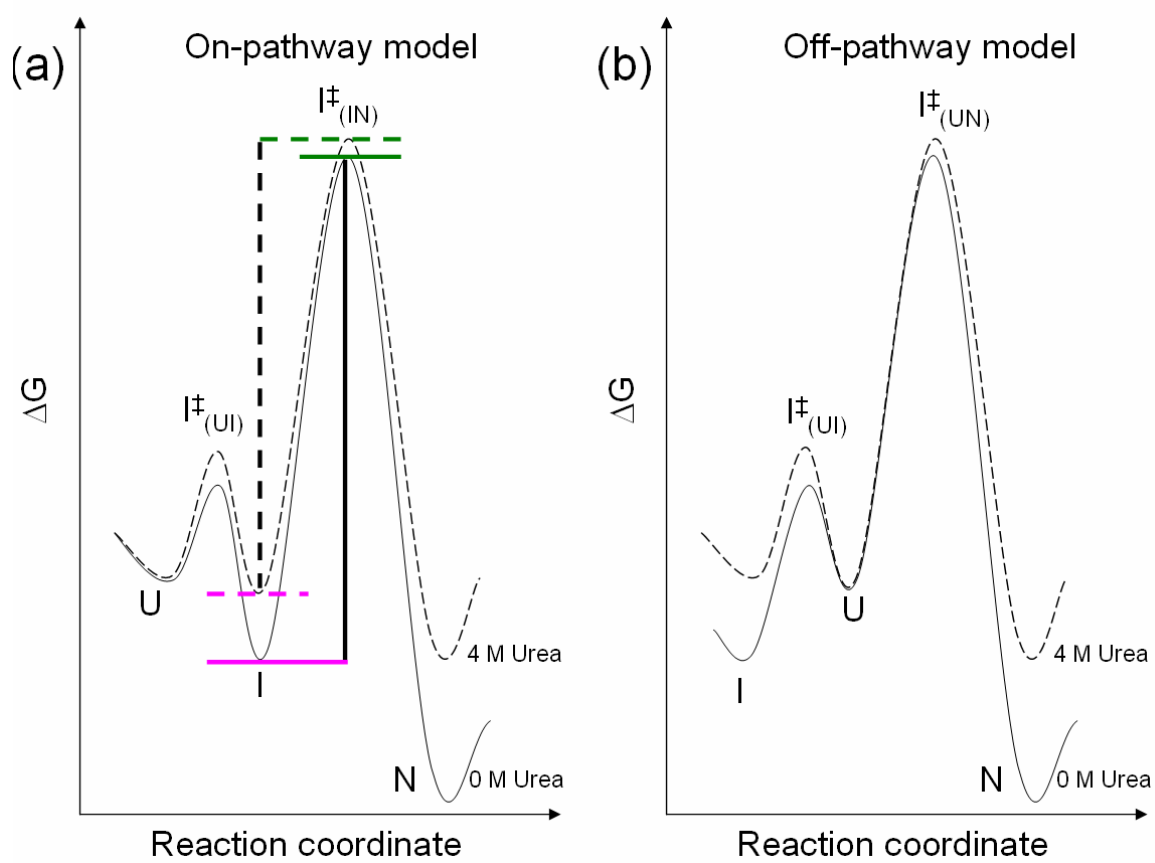 (a)
On-pathway model
I‡(IN)
ΔG
I‡(UI)
U
I
4 M Urea
N
0 M Urea
Reaction coordinate
(b)
Off-pathway model
I‡(UN)
ΔG
I‡(UI)
U
I
4 M Urea
N
0 M Urea
Reaction coordinate